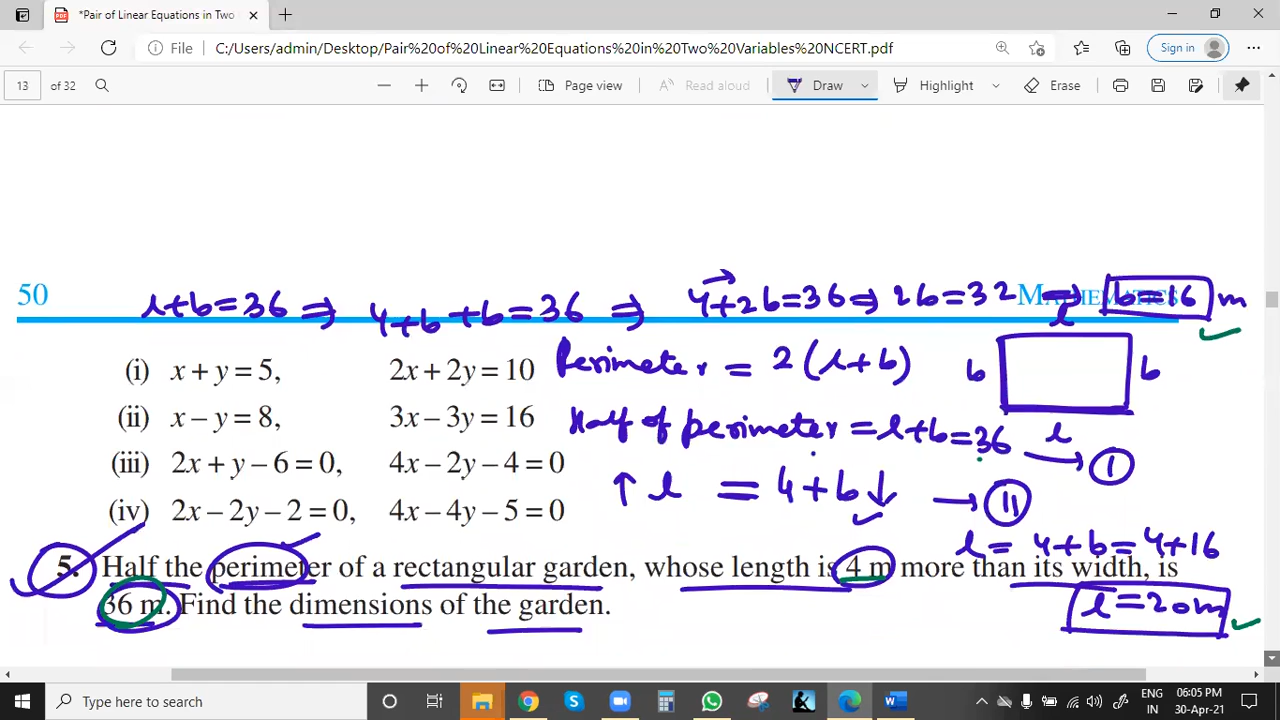 *Pair of Linear Equations in Two
File C:/Users/admin/Desktop/Pair%20of%20Linear%20Equations%20in%20Two%20Variables%20NCERT.pdf Sign in
13 of 32 Page view Read aloud Draw Highlight Erase
50 MATHEMATICS
l+b=36 ⇒ 4+b+b=36 ⇒ 4+2b=36 ⇒ 2b=32 ⇒ b=16 m
l
(i) x + y = 5, 2x + 2y = 10 Perimeter = 2(l+b) b b
(ii) x – y = 8, 3x – 3y = 16 Half of perimeter = l+b=36 → I
l
(iii) 2x + y – 6 = 0, 4x – 2y – 4 = 0
↑ l = 4+b↓ → II
(iv) 2x – 2y – 2 = 0, 4x – 4y – 5 = 0
l = 4+b=4+16
5. Half the perimeter of a rectangular garden, whose length is 4 m more than its width, is
36 m. Find the dimensions of the garden.
l=20m
Type here to search ENG 06:05 PM
IN 30-Apr-21